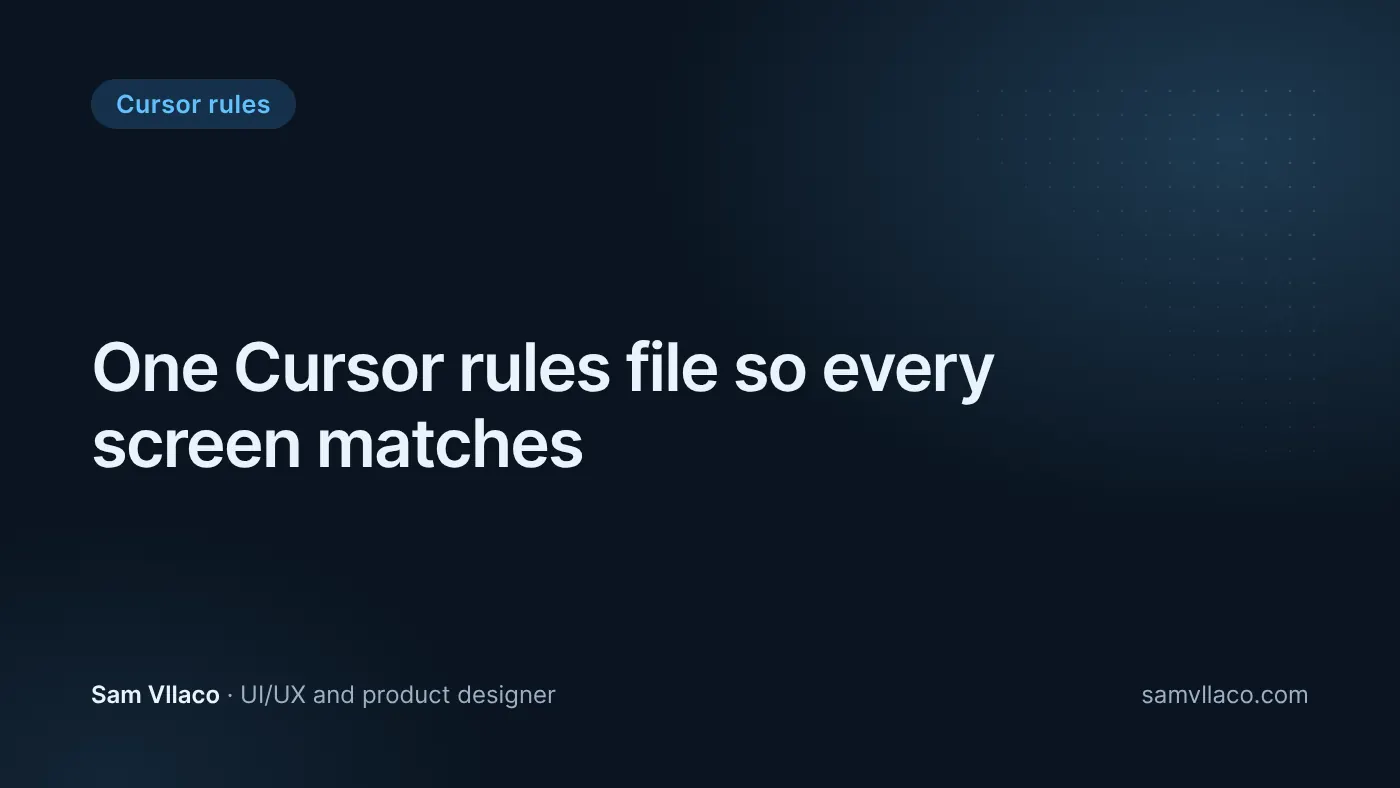 Cursor rules
One Cursor rules file so every
screen matches
Sam Vllaco · UI/UX and product designer
samvllaco.com